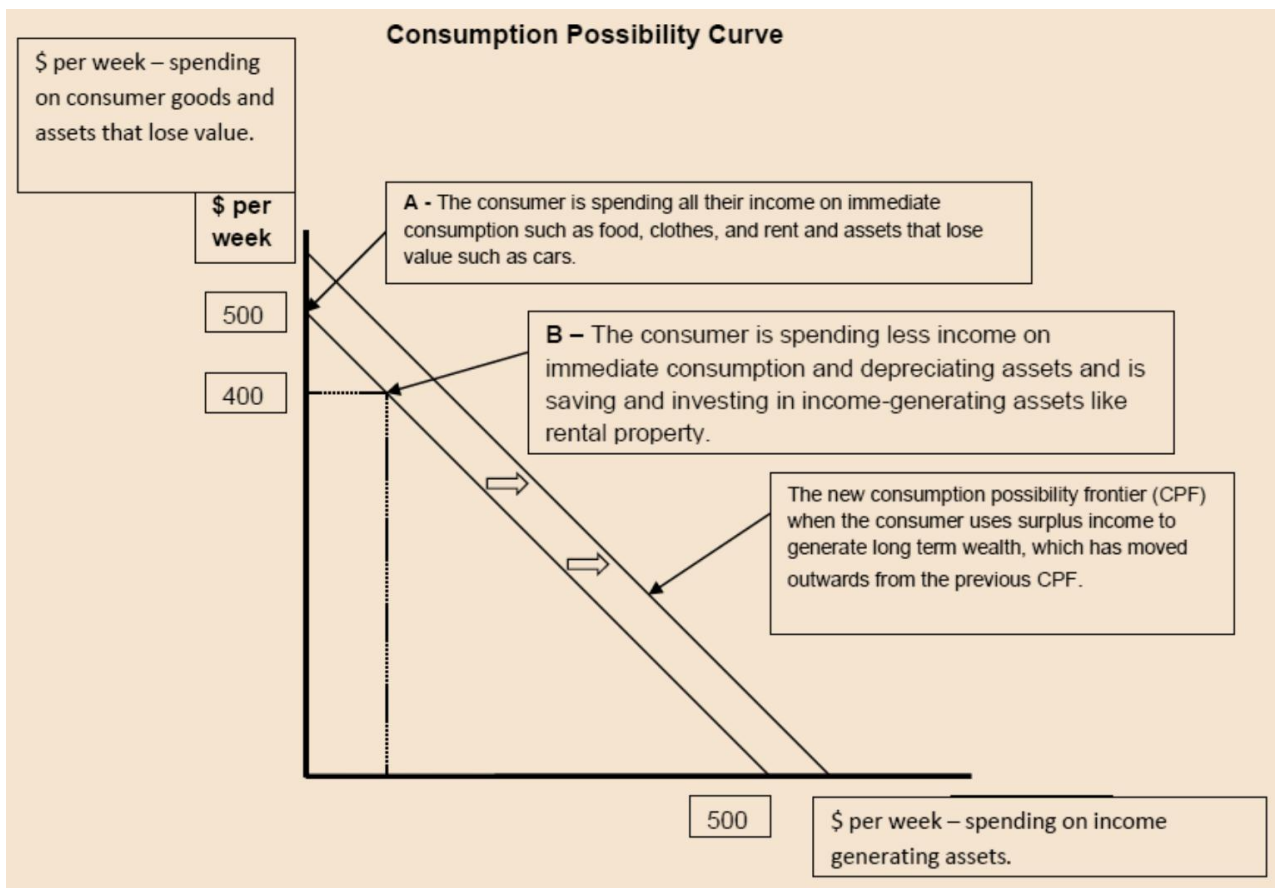 Consumption Possibility Curve
$ per week – spending
on consumer goods and
assets that lose value.
$ per
week
A - The consumer is spending all their income on immediate
consumption such as food, clothes, and rent and assets that lose
value such as cars.
500
B – The consumer is spending less income on
immediate consumption and depreciating assets and is
saving and investing in income-generating assets like
rental property.
400
The new consumption possibility frontier (CPF)
when the consumer uses surplus income to
generate long term wealth, which has moved
outwards from the previous CPF.
500
$ per week – spending on income
generating assets.